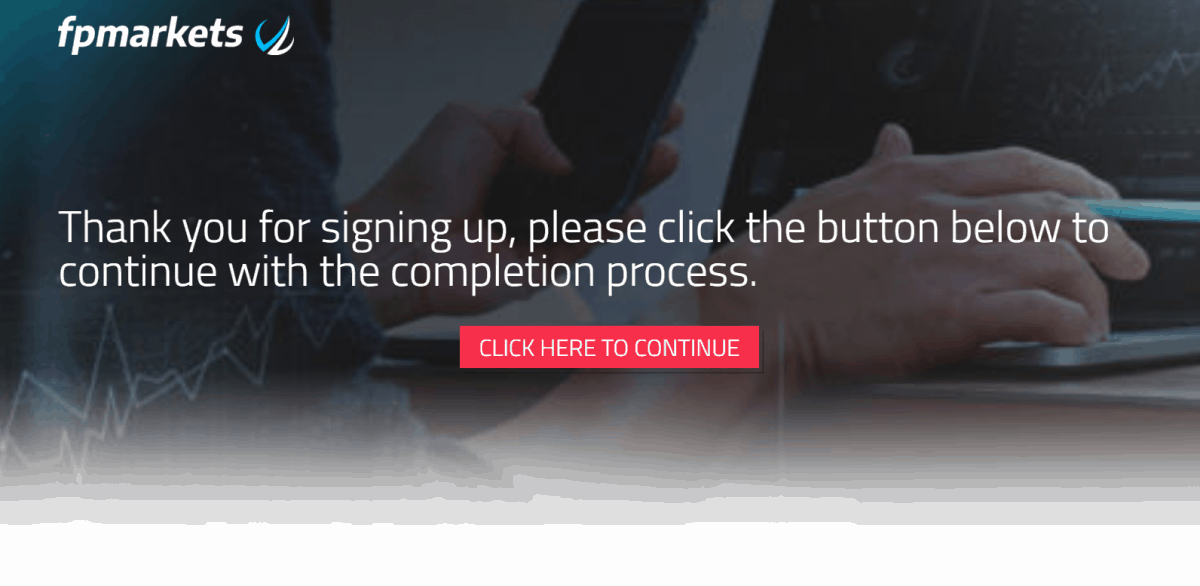 fpmarkets
Thank you for signing up, please click the button below to
continue with the completion process.
CLICK HERE TO CONTINUE